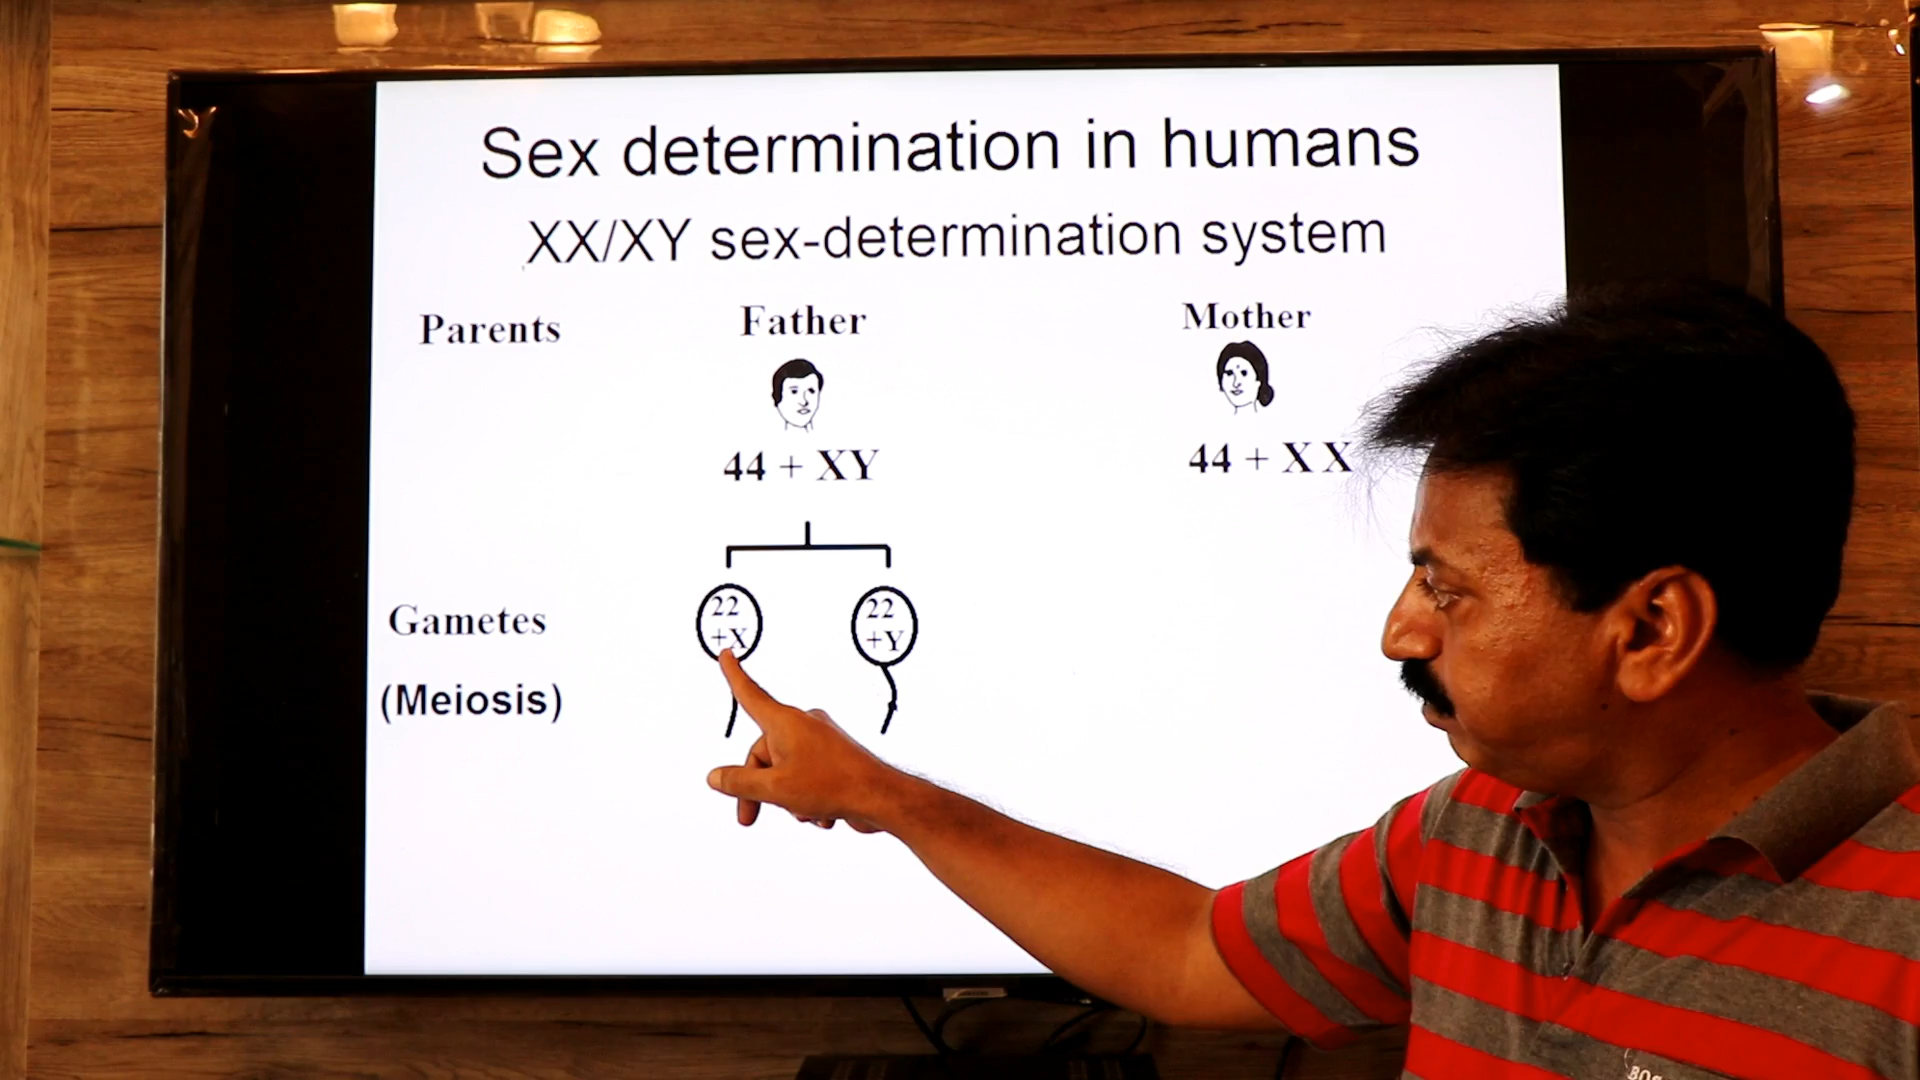 Sex determination in humans
XX/XY sex-determination system
Parents
Father
Mother
44 + XY
44 + X X
Gametes
22
+X
22
+Y
(Meiosis)